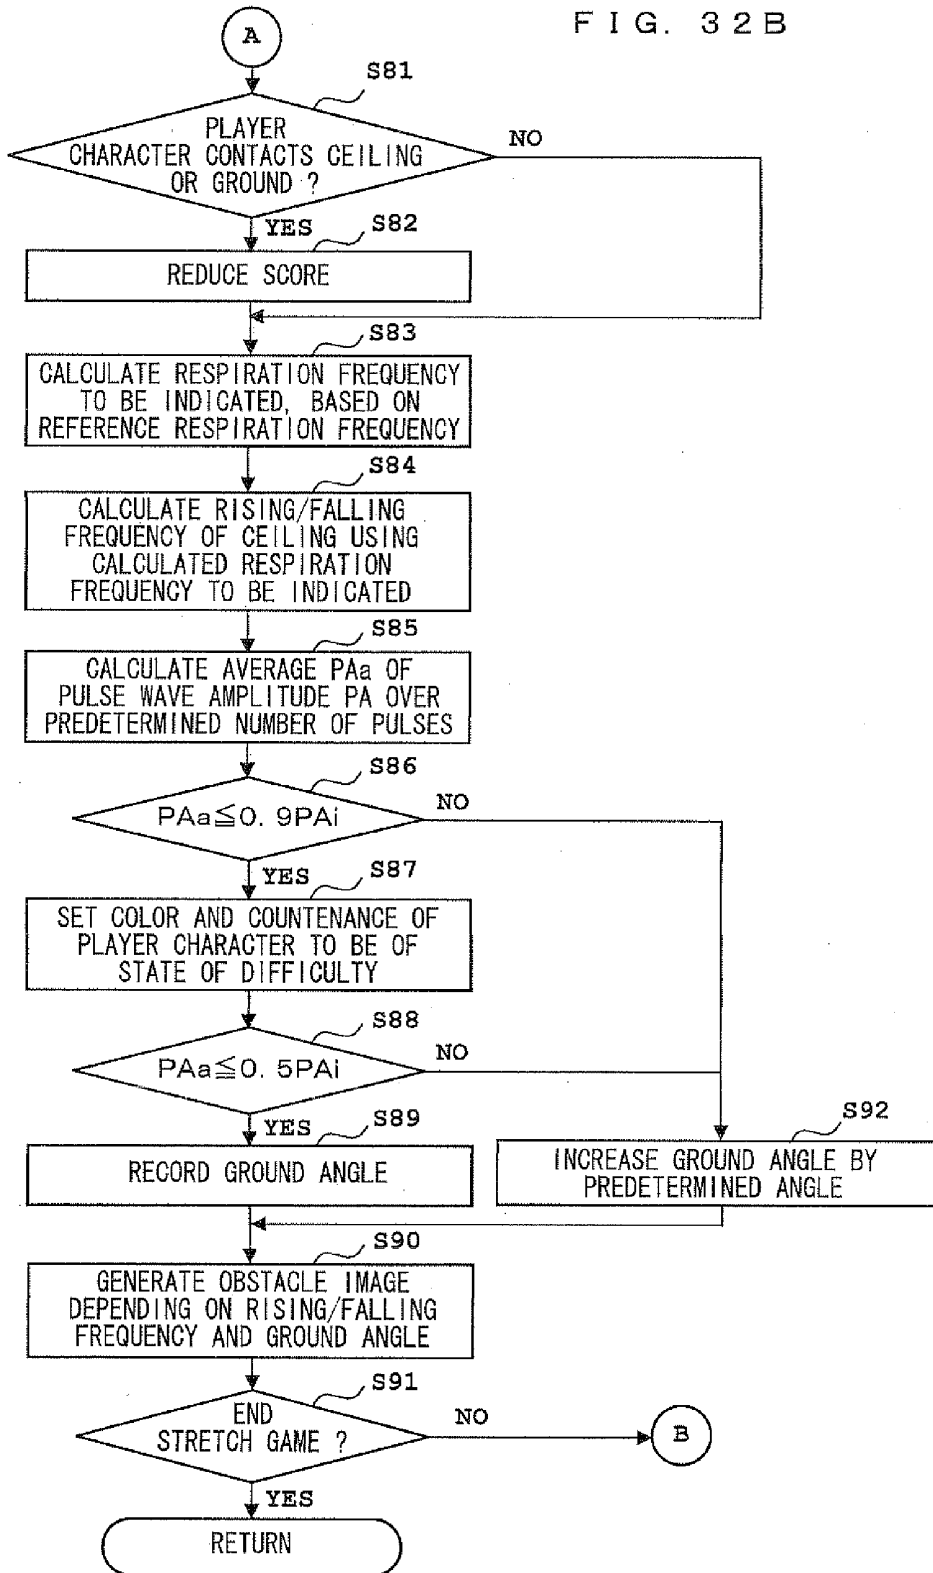 FIG. 32B
A
S81
PLAYER
CHARACTER CONTACTS CEILING
OR GROUND ?
NO
YES
S82
REDUCE SCORE
S83
CALCULATE RESPIRATION FREQUENCY
TO BE INDICATED, BASED ON
REFERENCE RESPIRATION FREQUENCY
S84
CALCULATE RISING/FALLING
FREQUENCY OF CEILING USING
CALCULATED RESPIRATION
FREQUENCY TO BE INDICATED
S85
CALCULATE AVERAGE PAa OF
PULSE WAVE AMPLITUDE PA OVER
PREDETERMINED NUMBER OF PULSES
S86
PAa≦0. 9PAi
NO
YES
S87
SET COLOR AND COUNTENANCE OF
PLAYER CHARACTER TO BE OF
STATE OF DIFFICULTY
S88
PAa≦0. 5PAi
NO
YES
S89
RECORD GROUND ANGLE
S92
INCREASE GROUND ANGLE BY
PREDETERMINED ANGLE
S90
GENERATE OBSTACLE IMAGE
DEPENDING ON RISING/FALLING
FREQUENCY AND GROUND ANGLE
S91
END
STRETCH GAME ?
NO
B
YES
RETURN